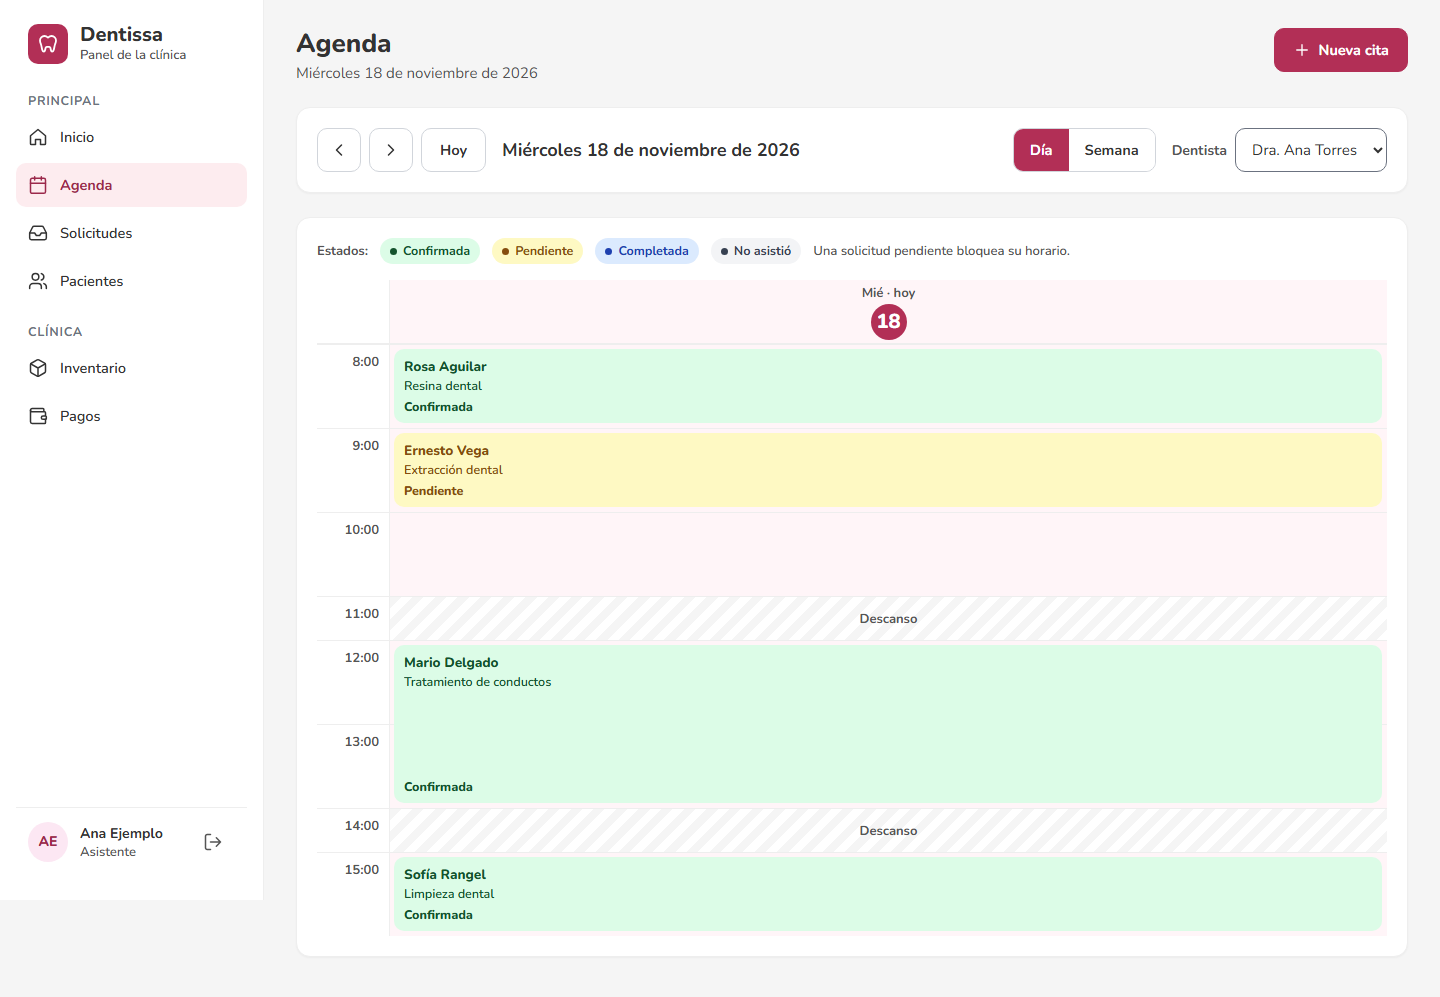 Dentissa
Panel de la clínica
PRINCIPAL
Inicio
Agenda
Solicitudes
Pacientes
CLÍNICA
Inventario
Pagos
AE
Ana Ejemplo
Asistente
Agenda
Miércoles 18 de noviembre de 2026
Nueva cita
Hoy
Miércoles 18 de noviembre de 2026
Día
Semana
Dentista
Dra. Ana Torres
Estados:
Confirmada
Pendiente
Completada
No asistió
Una solicitud pendiente bloquea su horario.
Mié · hoy
18
8:00
Rosa Aguilar
Resina dental
Confirmada
9:00
Ernesto Vega
Extracción dental
Pendiente
10:00
11:00
Descanso
12:00
Mario Delgado
Tratamiento de conductos
13:00
Confirmada
14:00
Descanso
15:00
Sofía Rangel
Limpieza dental
Confirmada